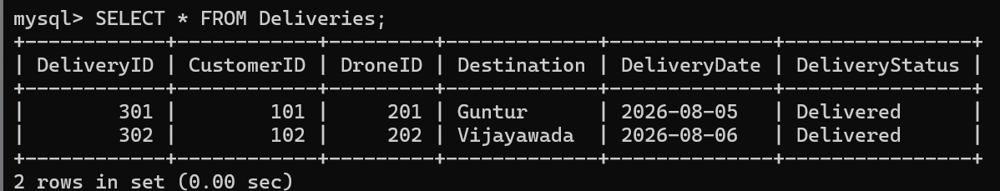 mysql> SELECT * FROM Deliveries;
+------------+------------+---------+-------------+--------------+----------------+
| DeliveryID | CustomerID | DroneID | Destination | DeliveryDate | DeliveryStatus |
+------------+------------+---------+-------------+--------------+----------------+
|        301 |        101 |     201 | Guntur      | 2026-08-05   | Delivered      |
|        302 |        102 |     202 | Vijayawada  | 2026-08-06   | Delivered      |
+------------+------------+---------+-------------+--------------+----------------+
2 rows in set (0.00 sec)